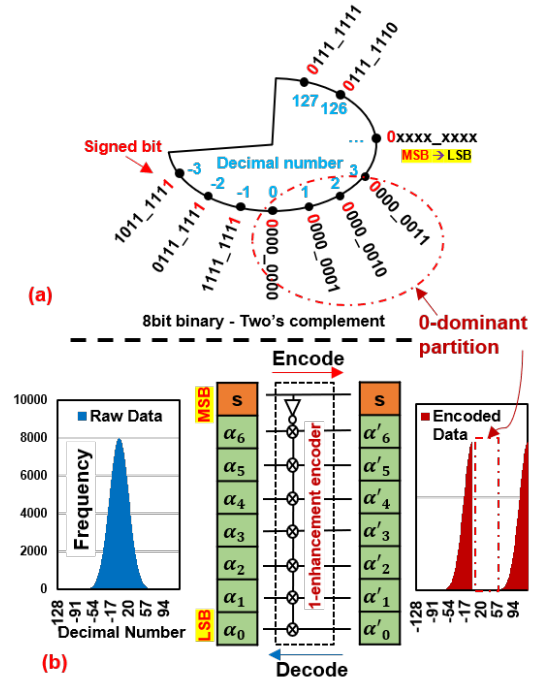 0111_1111
0111_1110
127
126
...
0xxxx_xxxx
MSB → LSB
Signed bit
Decimal number
-3
-2
-1
0
1
2
3
1011_1111
0111_1111
1111_1111
0000_0000
0000_0001
0000_0010
0000_0011
(a)
8bit binary - Two's complement
0-dominant
partition
Encode
MSB
s
α6
α5
α4
α3
α2
α1
α0
LSB
1-enhancement encoder
s
α'6
α'5
α'4
α'3
α'2
α'1
α'0
Decode
10000
8000
6000
4000
2000
0
Raw Data
Frequency
-128
-91
-54
-17
20
57
94
Decimal Number
Encoded
Data
-128
-91
-54
-17
20
57
94
(b)